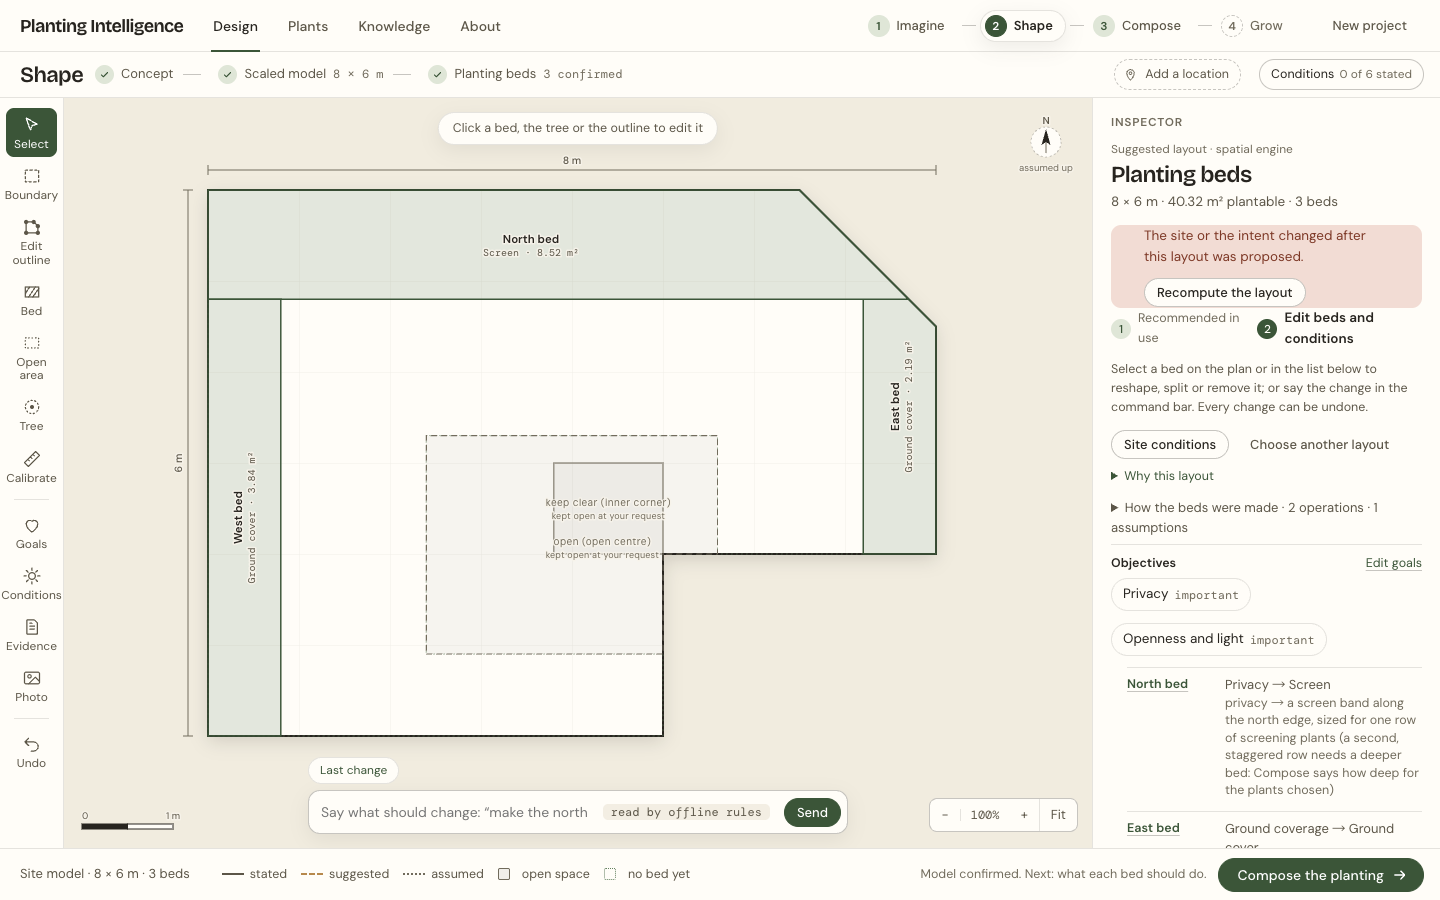 Planting Intelligence
Design
Plants
Knowledge
About
1 Imagine
2 Shape
3 Compose
4 Grow
New project
Shape
Concept
Scaled model 8 × 6 m
Planting beds 3 confirmed
Add a location
Conditions 0 of 6 stated
Select
Boundary
Edit
outline
Bed
Open
area
Tree
Calibrate
Goals
Conditions
Evidence
Photo
Undo
Click a bed, the tree or the outline to edit it
N
assumed up
8 m
6 m
North bed
Screen · 8.52 m²
West bed
Ground cover · 3.84 m²
East bed
Ground cover · 2.19 m²
keep clear (inner corner)
kept open at your request
open (open centre)
kept open at your request
Last change
Say what should change: “make the north
read by offline rules
Send
0 1 m
− 100% + Fit
INSPECTOR
Suggested layout · spatial engine
Planting beds
8 × 6 m · 40.32 m² plantable · 3 beds
The site or the intent changed after
this layout was proposed.
Recompute the layout
1 Recommended in
use
2 Edit beds and
conditions
Select a bed on the plan or in the list below to
reshape, split or remove it; or say the change in the
command bar. Every change can be undone.
Site conditions
Choose another layout
Why this layout
How the beds were made · 2 operations · 1
assumptions
Objectives
Edit goals
Privacy important
Openness and light important
North bed
Privacy → Screen
privacy → a screen band along
the north edge, sized for one row
of screening plants (a second,
staggered row needs a deeper
bed: Compose says how deep for
the plants chosen)
East bed
Ground coverage → Ground
cover
Site model · 8 × 6 m · 3 beds
stated
suggested
assumed
open space
no bed yet
Model confirmed. Next: what each bed should do.
Compose the planting →